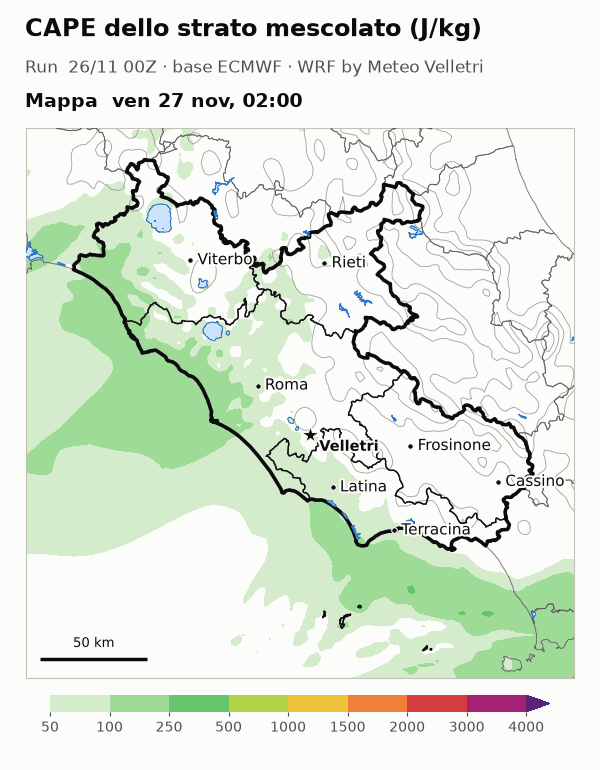 CAPE dello strato mescolato (J/kg)
Run  26/11 00Z · base ECMWF · WRF by Meteo Velletri
Mappa  ven 27 nov, 02:00
Viterbo
Rieti
Roma
Velletri
Frosinone
Cassino
Latina
Terracina
50 km
50 100 250 500 1000 1500 2000 3000 4000